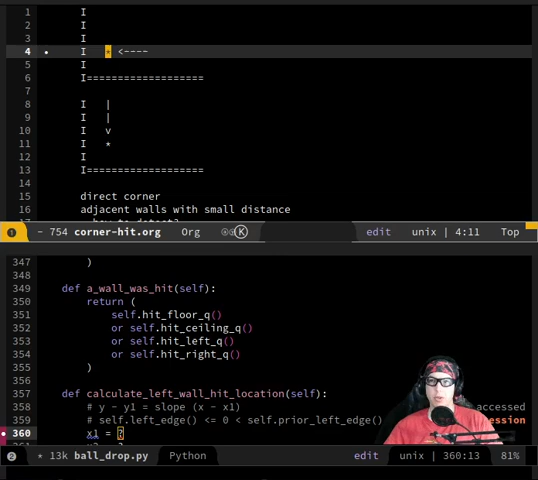 1 I
2 I
3 I
4 • I * <----
5 I
6 I===================
7
8 I |
9 I |
10 I v
11 I *
12 I
13 I===================
14
15 direct corner
16 adjacent walls with small distance
1 - 754 corner-hit.org Org K edit unix | 4:11 Top
347 )
348
349 def a_wall_was_hit(self):
350 return (
351 self.hit_floor_q()
352 or self.hit_ceiling_q()
353 or self.hit_left_q()
354 or self.hit_right_q()
355 )
356
357 def calculate_left_wall_hit_location(self):
358 # y - y1 = slope (x - x1) accessed
359 # self.left_edge() <= 0 < self.prior_left_edge() ession
360 x1 = ?
2 * 13k ball_drop.py Python edit unix | 360:13 81%